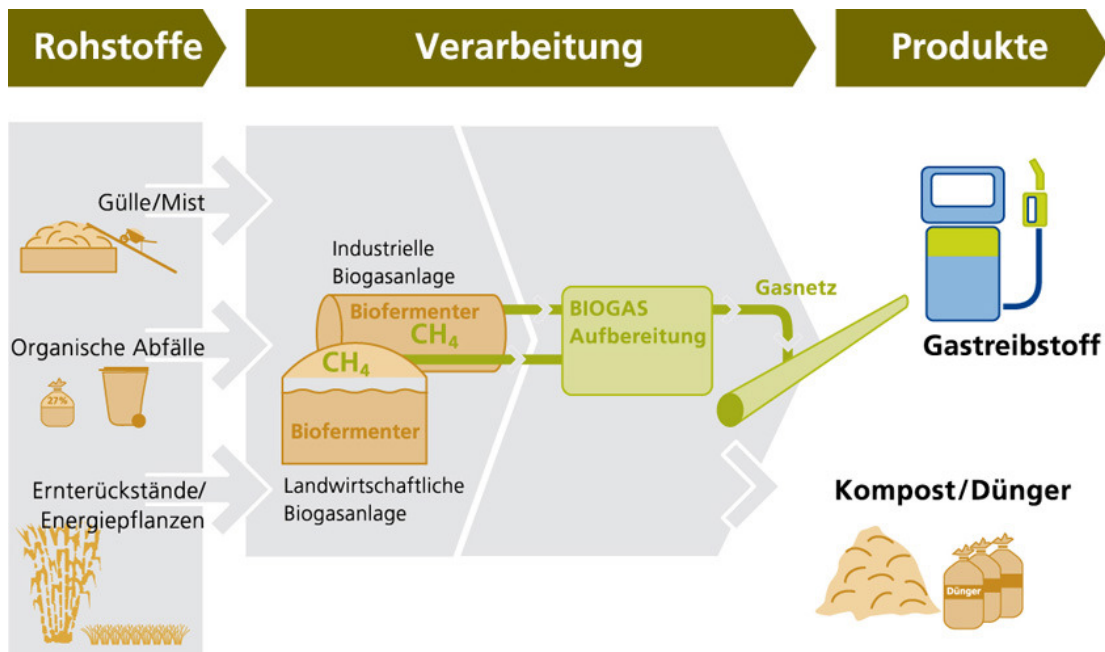 Rohstoffe
Verarbeitung
Produkte
Gülle/Mist
Organische Abfälle
27%
Ernterückstände/
Energiepflanzen
Industrielle
Biogasanlage
Biofermenter
CH₄
CH₄
Biofermenter
Landwirtschaftliche
Biogasanlage
BIOGAS
Aufbereitung
Gasnetz
Gastreibstoff
Kompost/Dünger
Dünger